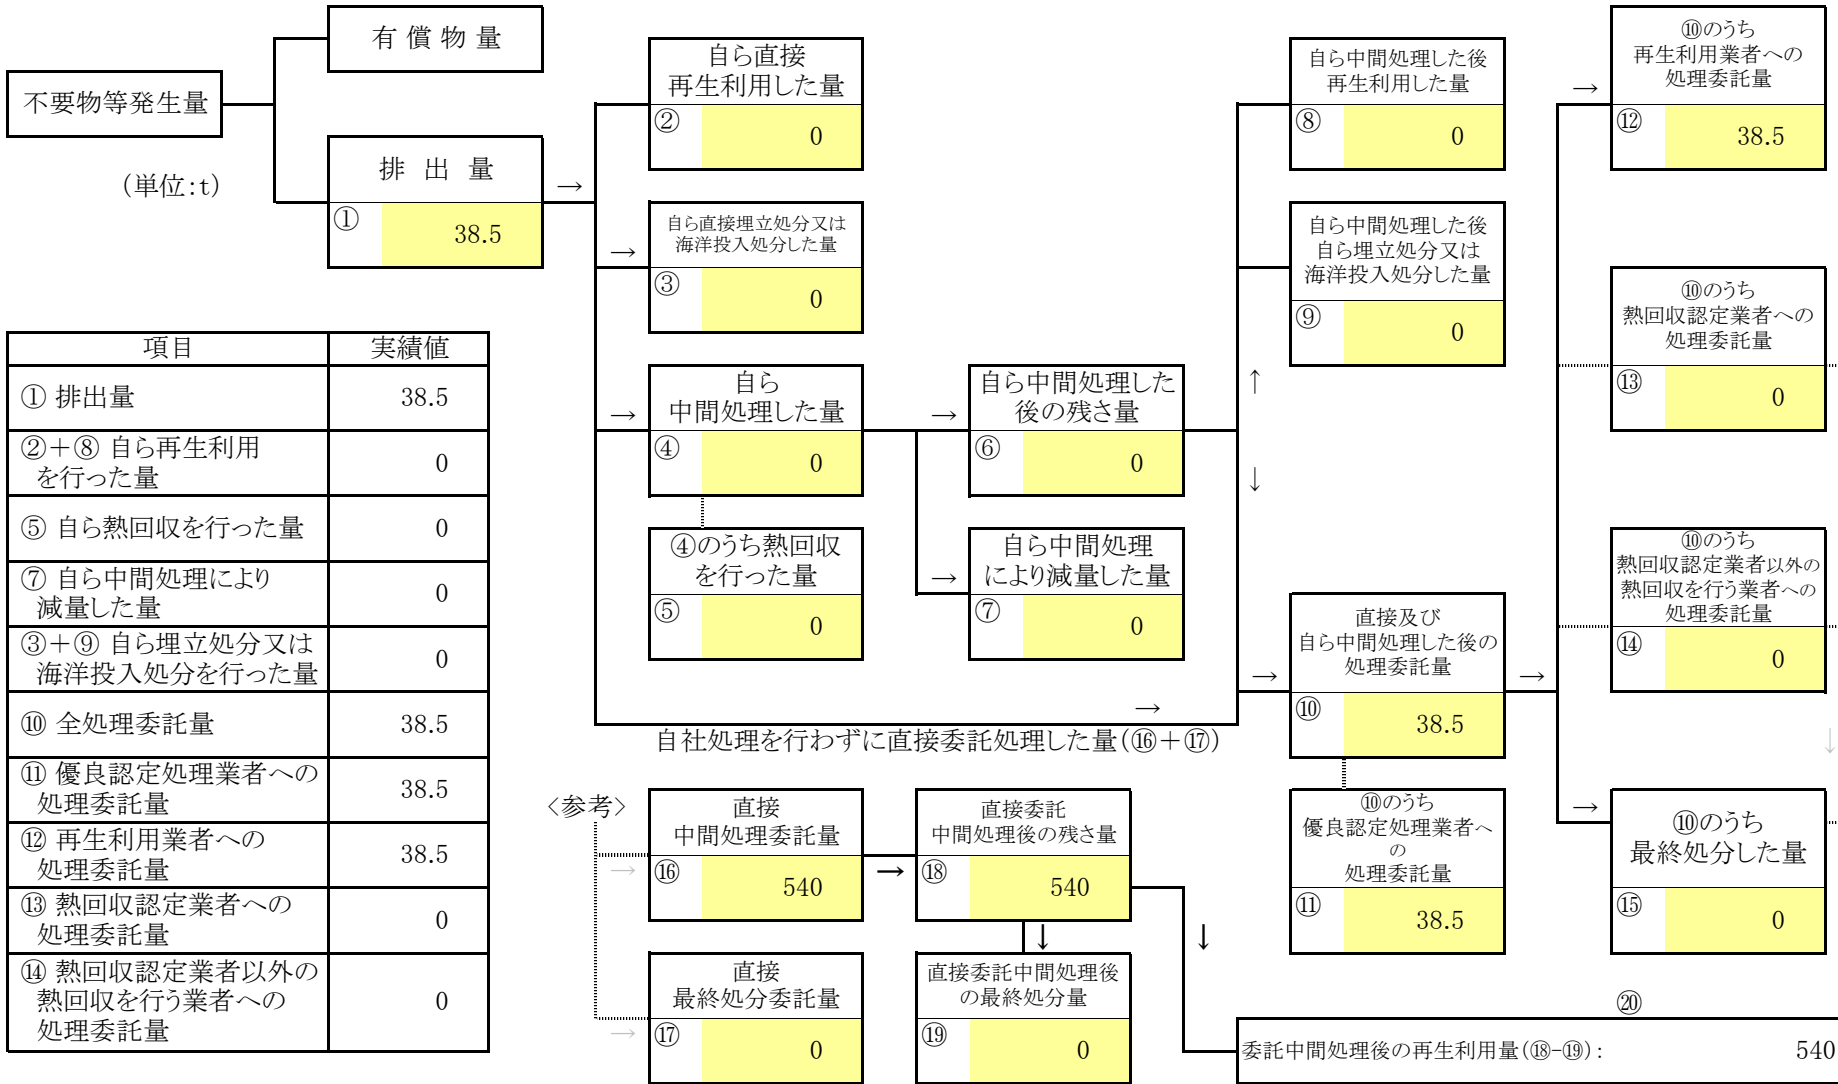 有 償 物 量
不要物等発生量
(単位:t)
排 出 量
→
①
38.5
自ら直接
再生利用した量
②
0
→
自ら直接埋立処分又は
海洋投入処分した量
③
0
→
自ら
中間処理した量
④
0
④のうち熱回収
を行った量
⑤
0
→
自ら中間処理した
後の残さ量
⑥
0
→
自ら中間処理
により減量した量
⑦
0
自ら中間処理した後
再生利用した量
⑧
0
自ら中間処理した後
自ら埋立処分又は
海洋投入処分した量
⑨
0
↑
↓
→
直接及び
自ら中間処理した後の
処理委託量
⑩
38.5
→
⑩のうち
優良認定処理業者へ
の
処理委託量
⑪
38.5
→
⑩のうち
再生利用業者への
処理委託量
⑫
38.5
⑩のうち
熱回収認定業者への
処理委託量
⑬
0
⑩のうち
熱回収認定業者以外の
熱回収を行う業者への
処理委託量
⑭
0
↓
→
⑩のうち
最終処分した量
⑮
0
→
自社処理を行わずに直接委託処理した量(⑯+⑰)
<参考>
→
直接
中間処理委託量
⑯
540
→
直接委託
中間処理後の残さ量
⑱
540
↓
↓
→
直接
最終処分委託量
⑰
0
直接委託中間処理後
の最終処分量
⑲
0
⑳
委託中間処理後の再生利用量(⑱-⑲): 540
項目 実績値
① 排出量 38.5
②+⑧ 自ら再生利用
を行った量 0
⑤ 自ら熱回収を行った量 0
⑦ 自ら中間処理により
減量した量 0
③+⑨ 自ら埋立処分又は
海洋投入処分を行った量 0
⑩ 全処理委託量 38.5
⑪ 優良認定処理業者への
処理委託量 38.5
⑫ 再生利用業者への
処理委託量 38.5
⑬ 熱回収認定業者への
処理委託量 0
⑭ 熱回収認定業者以外の
熱回収を行う業者への
処理委託量 0